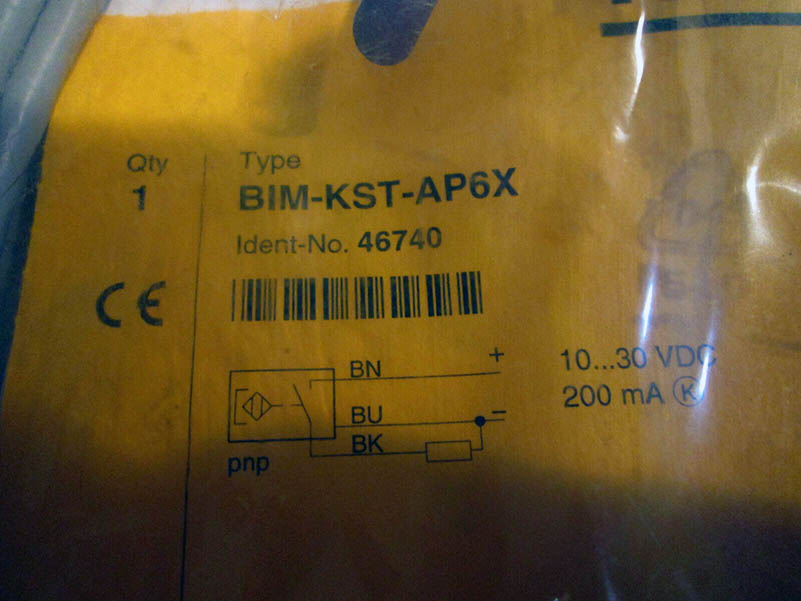 Qty
1
Type
BIM-KST-AP6X
Ident-No. 46740
CE
BN +
BU −
BK
pnp
10...30 VDC
200 mA K